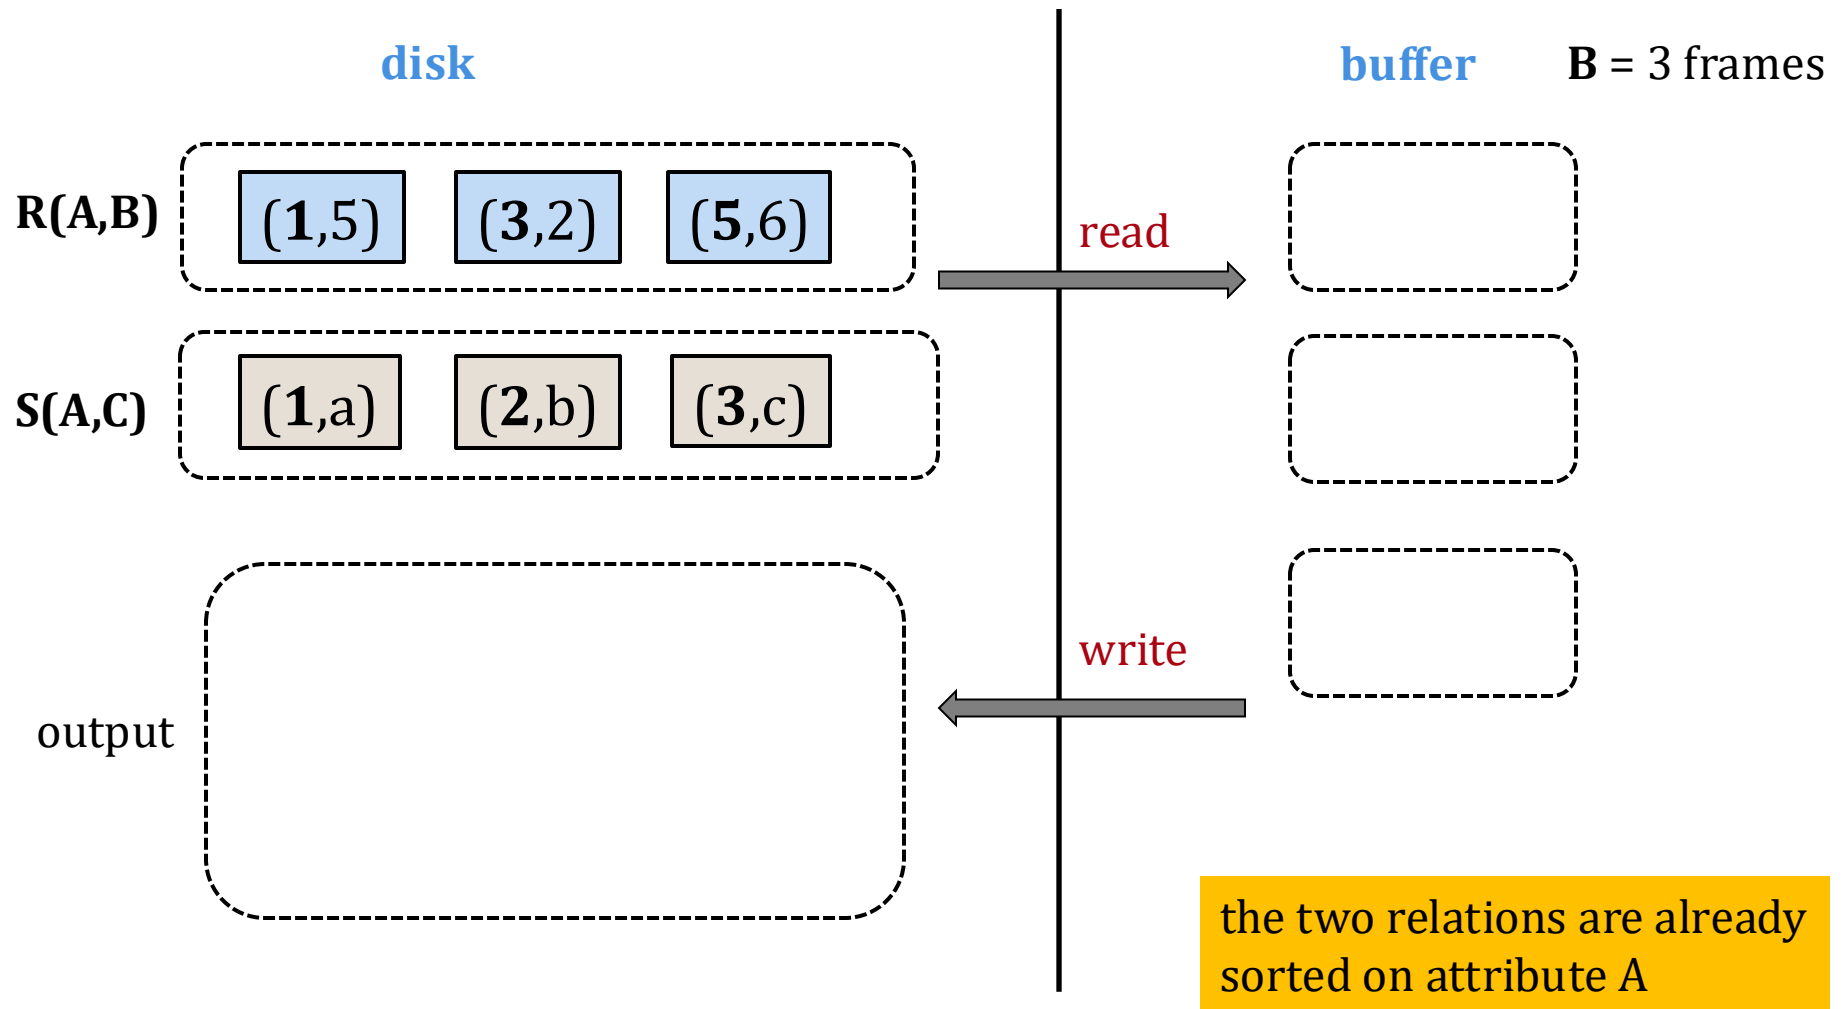 disk
buffer
B = 3 frames
R(A,B)
(1,5)
(3,2)
(5,6)
read
S(A,C)
(1,a)
(2,b)
(3,c)
write
output
the two relations are already
sorted on attribute A